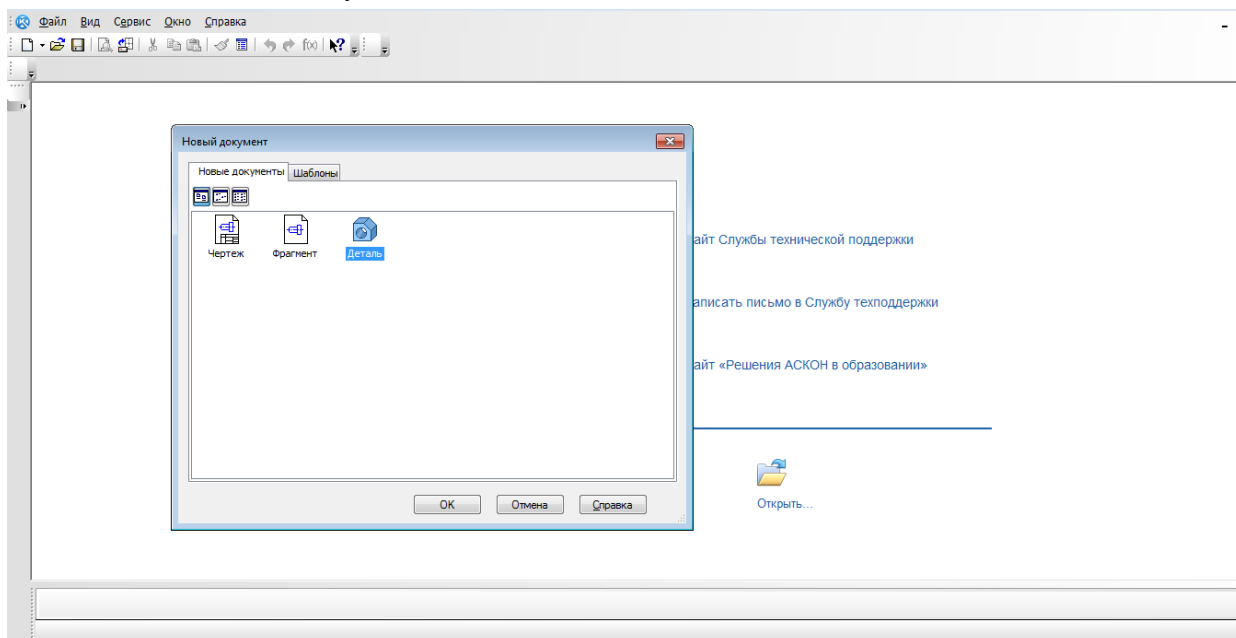 Файл Вид Сервис Окно Справка
f(x)
Новый документ
Новые документы Шаблоны
Чертеж Фрагмент Деталь
айт Службы технической поддержки
аписать письмо в Службу техподдержки
айт «Решения АСКОН в образовании»
OK Отмена Справка
Открыть...